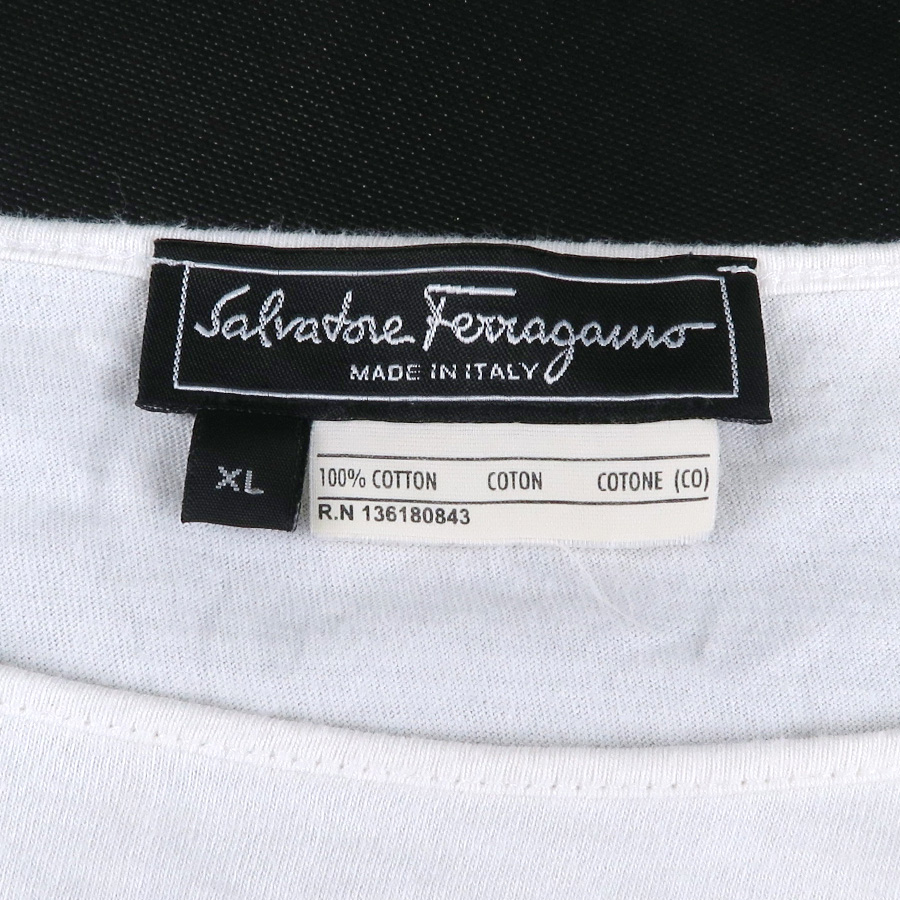 Salvatore Ferragamo
MADE IN ITALY
XL
100% COTTON COTON COTONE (CO)
R.N 136180843